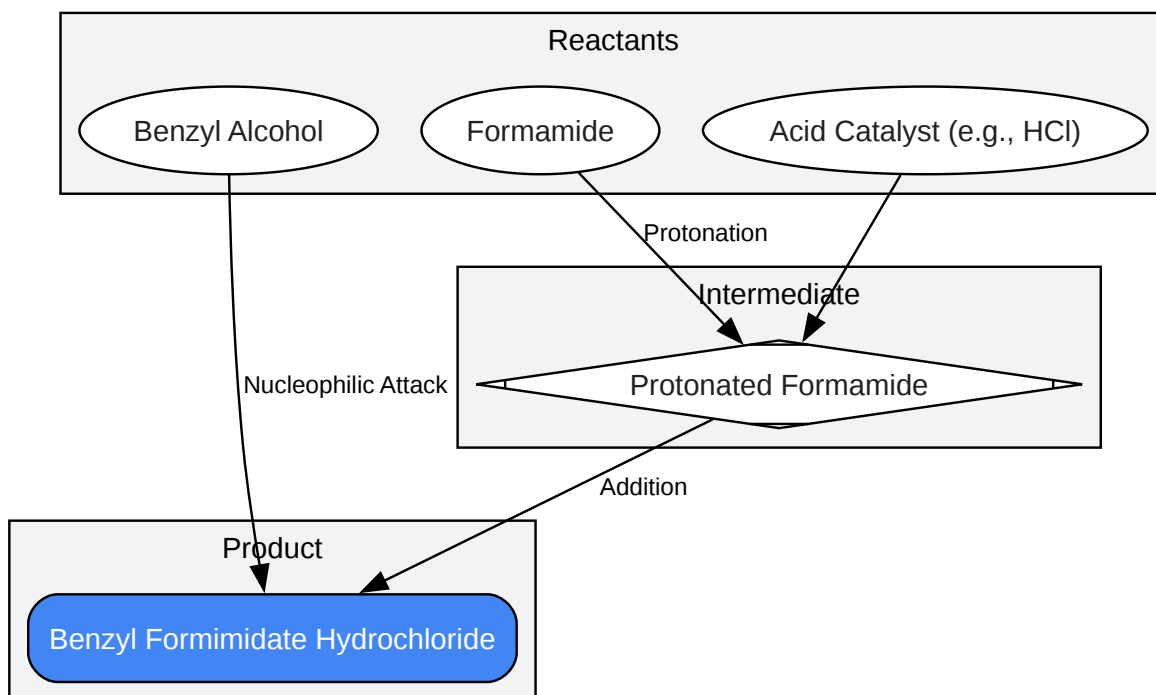 Reactants
Benzyl Alcohol
Formamide
Acid Catalyst (e.g., HCl)
Protonation
Intermediate
Nucleophilic Attack
Protonated Formamide
Addition
Product
Benzyl Formimidate Hydrochloride